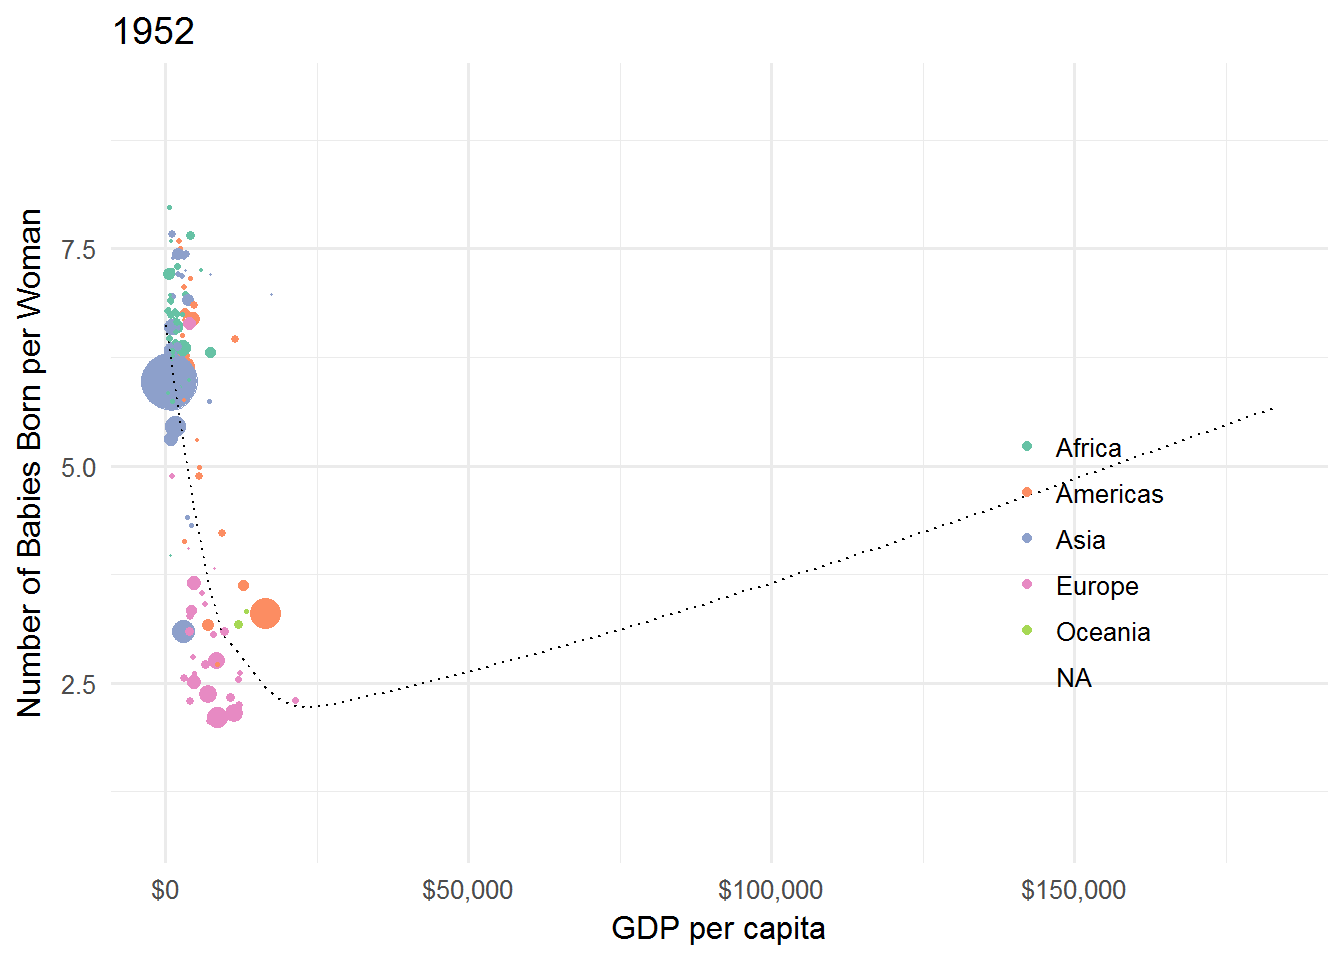 1952
Number of Babies Born per Woman
7.5
5.0
2.5
Africa
Americas
Asia
Europe
Oceania
NA
$0
$50,000
$100,000
$150,000
GDP per capita